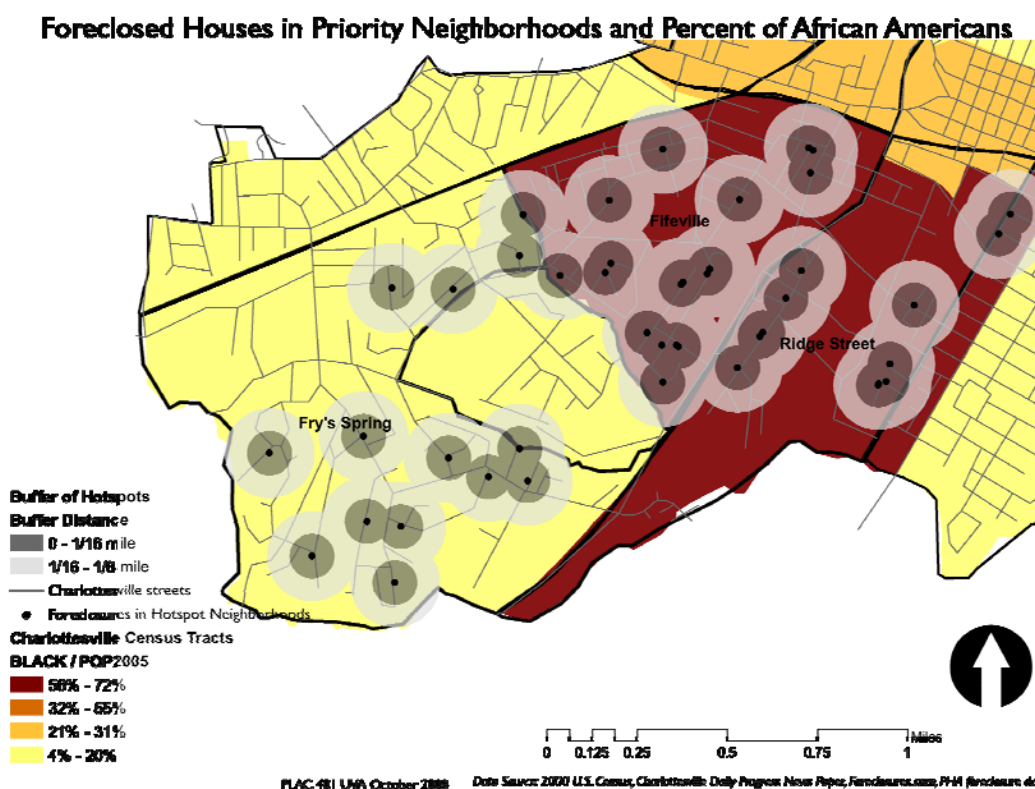 Foreclosed Houses in Priority Neighborhoods and Percent of African Americans
Fifeville
Ridge Street
Fry's Spring
Buffer of Hotspots
Buffer Distance
0 - 1/16 mile
1/16 - 1/8 mile
Charlottesville streets
Foreclosures in Hotspot Neighborhoods
Charlottesville Census Tracts
BLACK / POP2005
56% - 72%
32% - 55%
21% - 31%
4% - 20%
Miles
0 0.125 0.25 0.5 0.75 1
PLAC 481 UVA October 2008
Data Source: 2000 U.S. Census, Charlottesville Daily Progress News Paper, Foreclosures.com, PHA foreclosure